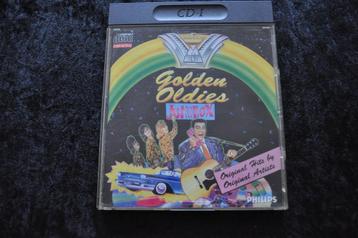 CD-I
Golden
Oldies
JUKEBOX
Original Hits by
Original Artists
PHILIPS